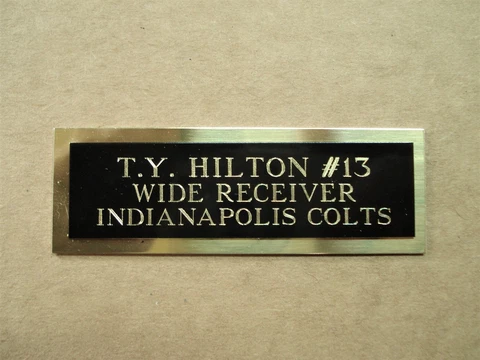 T.Y. HILTON #13
WIDE RECEIVER
INDIANAPOLIS COLTS